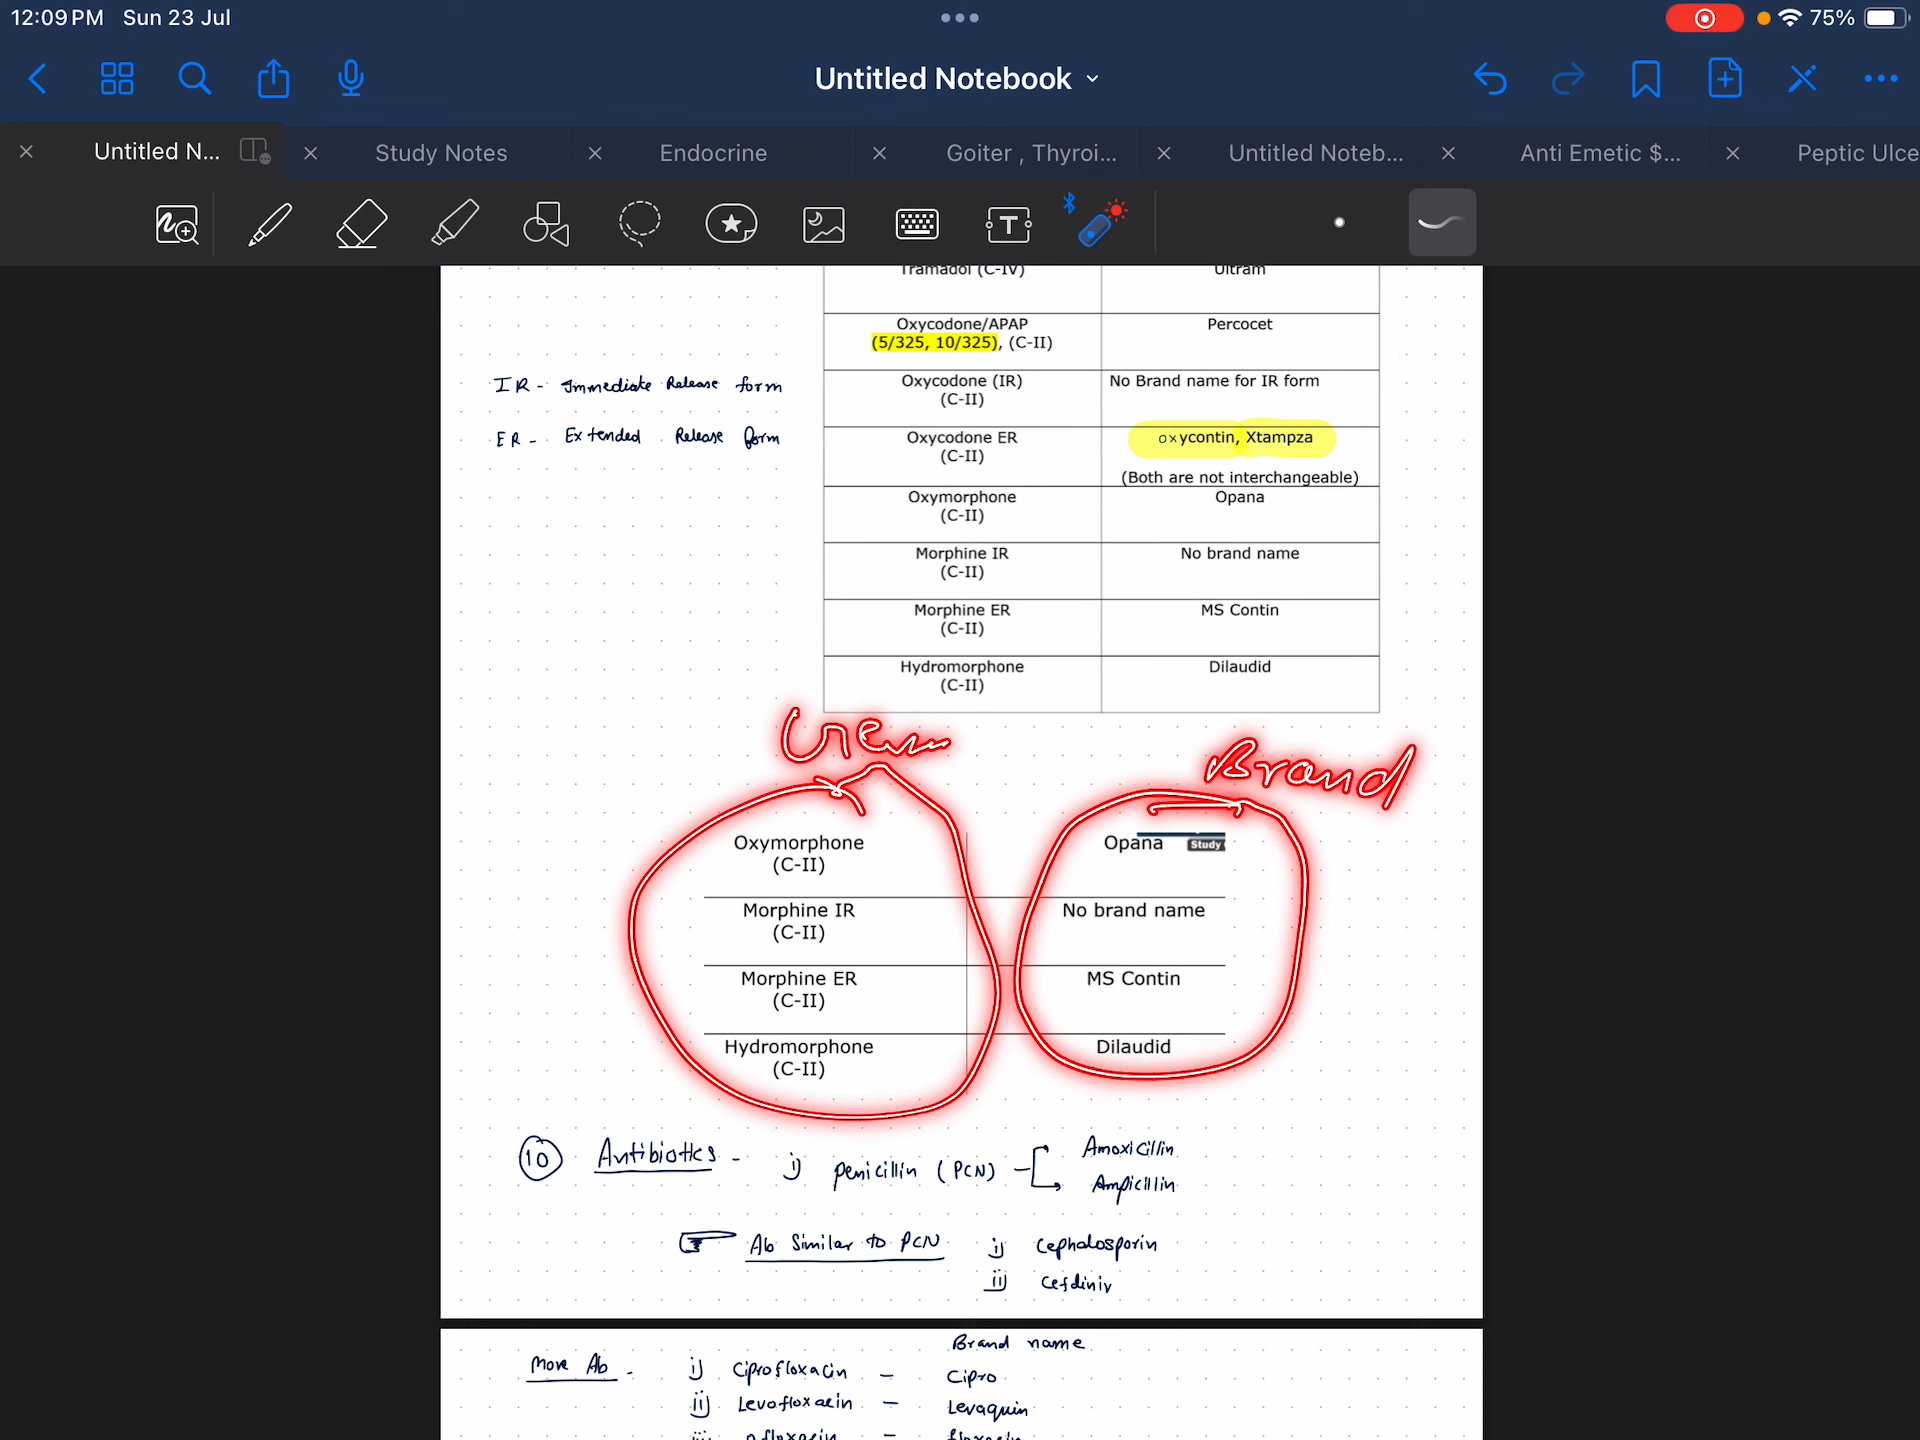 12:09 PM Sun 23 Jul
75%
Untitled Notebook
Untitled N...
Study Notes
Endocrine
Goiter , Thyroi...
Untitled Noteb...
Anti Emetic $...
Peptic Ulce
Tramadol (C-IV) Ultram
Oxycodone/APAP Percocet
(5/325, 10/325), (C-II)
IR - Immediate Release form
Oxycodone (IR) No Brand name for IR form
(C-II)
ER - Extended Release form
Oxycodone ER oxycontin, Xtampza
(C-II)
(Both are not interchangeable)
Oxymorphone Opana
(C-II)
Morphine IR No brand name
(C-II)
Morphine ER MS Contin
(C-II)
Hydromorphone Dilaudid
(C-II)
Brand
Oxymorphone Opana Study
(C-II)
Morphine IR No brand name
(C-II)
Morphine ER MS Contin
(C-II)
Hydromorphone Dilaudid
(C-II)
10 Antibiotics - i) penicillin (PCN) - Amoxicillin
Ampicillin
Ab Similar to PCN i) Cephalosporin
ii) Cefdinir
Brand name
More Ab - i) Ciprofloxacin - Cipro
ii) Levofloxacin - Levaquin